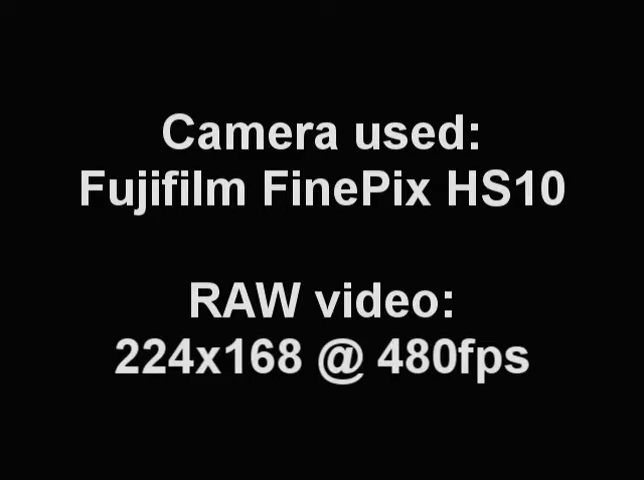 Camera used:
Fujifilm FinePix HS10
RAW video:
224x168 @ 480fps